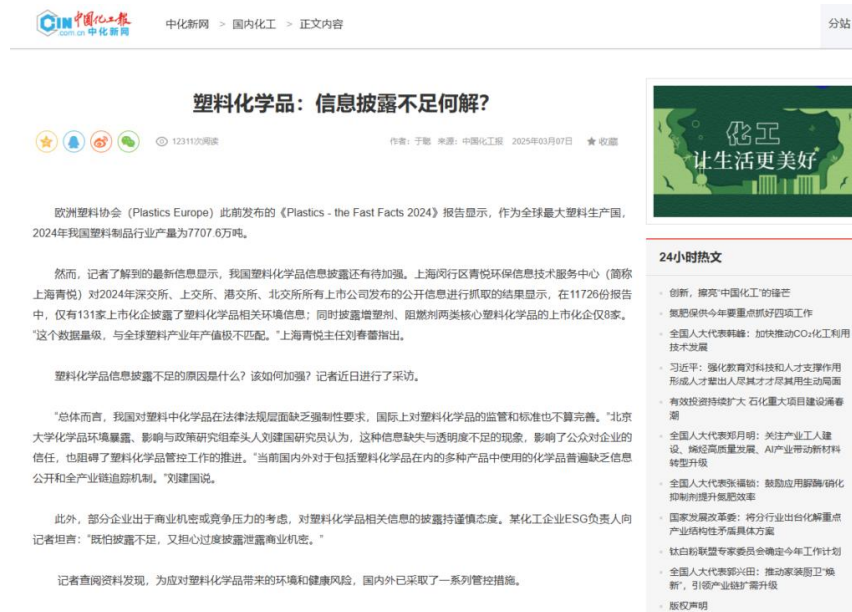 CIN 中国化工报
.com.cn 中化新网
中化新网 > 国内化工 > 正文内容
分站
塑料化学品：信息披露不足何解？
12311次阅读
作者：于聪 来源：中国化工报 2025年03月07日 ★ 收藏
欧洲塑料协会（Plastics Europe）此前发布的《Plastics - the Fast Facts 2024》报告显示，作为全球最大塑料生产国，
2024年我国塑料制品行业产量为7707.6万吨。
然而，记者了解到的最新信息显示，我国塑料化学品信息披露还有待加强。上海闵行区青悦环保信息技术服务中心（简称
上海青悦）对2024年深交所、上交所、港交所、北交所所有上市公司发布的公开信息进行抓取的结果显示，在11726份报告
中，仅有131家上市化企披露了塑料化学品相关环境信息；同时披露增塑剂、阻燃剂两类核心塑料化学品的上市化企仅8家。
“这个数据量级，与全球塑料产业年产值极不匹配。”上海青悦主任刘春蕾指出。
塑料化学品信息披露不足的原因是什么？该如何加强？记者近日进行了采访。
“总体而言，我国对塑料中化学品在法律法规层面缺乏强制性要求，国际上对塑料化学品的监管和标准也不算完善。”北京
大学化学品环境暴露、影响与政策研究组牵头人刘建国研究员认为，这种信息缺失与透明度不足的现象，影响了公众对企业的
信任，也阻碍了塑料化学品管控工作的推进。“当前国内外对于包括塑料化学品在内的多种产品中使用的化学品普遍缺乏信息
公开和全产业链追踪机制。”刘建国说。
此外，部分企业出于商业机密或竞争压力的考虑，对塑料化学品相关信息的披露持谨慎态度。某化工企业ESG负责人向
记者坦言：“既怕披露不足，又担心过度披露泄露商业机密。”
记者查阅资料发现，为应对塑料化学品带来的环境和健康风险，国内外已采取了一系列管控措施。
化工
让生活更美好
24小时热文
创新，擦亮“中国化工”的锋芒
氮肥保供今年要重点抓好四项工作
全国人大代表韩峰：加快推动CO₂化工利用
技术发展
习近平：强化教育对科技和人才支撑作用
形成人才辈出人尽其才才尽其用生动局面
有效投资持续扩大 石化重大项目建设涌春
潮
全国人大代表郑月明：关注产业工人建
设、烯烃高质量发展、AI产业带动新材料
转型升级
全国人大代表张福锁：鼓励应用脲酶/硝化
抑制剂提升氮肥效率
国家发展改革委：将分行业出台化解重点
产业结构性矛盾具体方案
钛白粉联盟专家委员会确定今年工作计划
全国人大代表郭兴田：推动家装厨卫“焕
新”，引领产业链扩需升级
版权声明